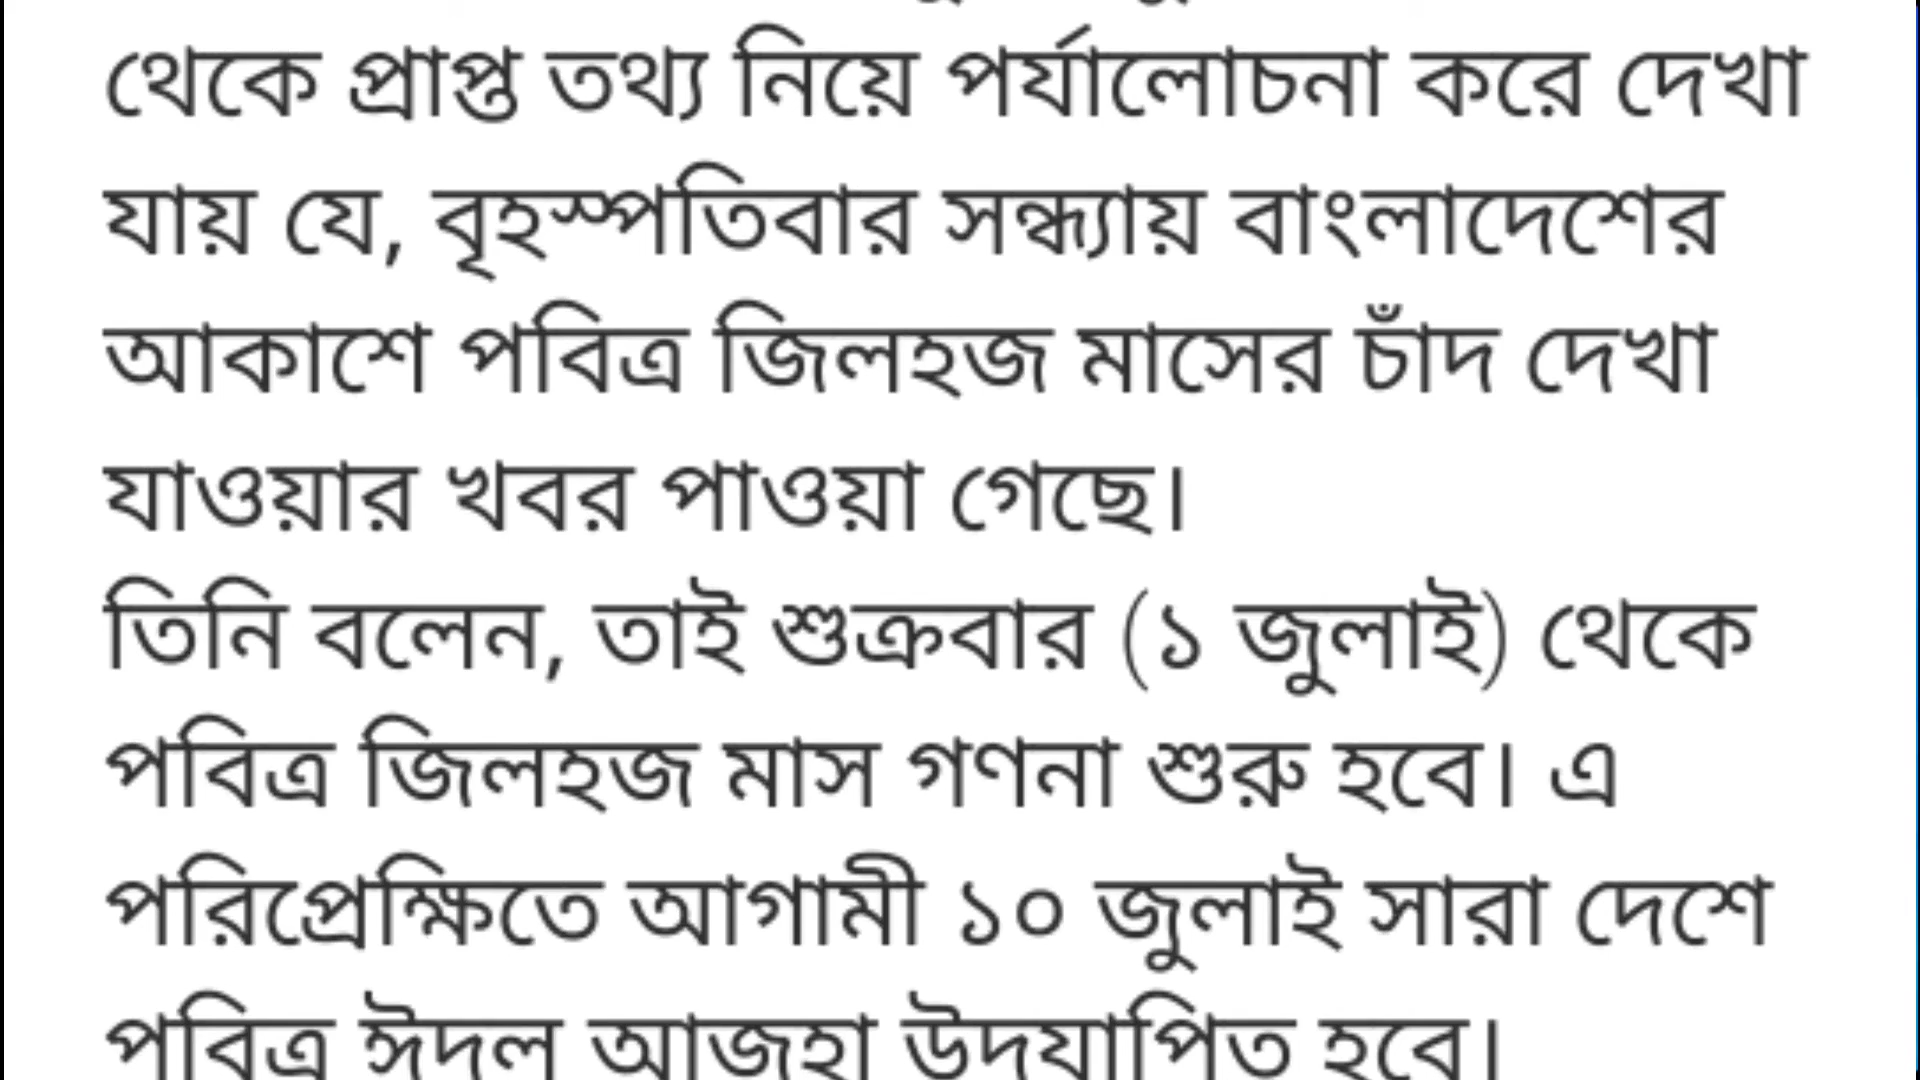 থেকে প্রাপ্ত তথ্য নিয়ে পর্যালোচনা করে দেখা
যায় যে, বৃহস্পতিবার সন্ধ্যায় বাংলাদেশের
আকাশে পবিত্র জিলহজ মাসের চাঁদ দেখা
যাওয়ার খবর পাওয়া গেছে।
তিনি বলেন, তাই শুক্রবার (১ জুলাই) থেকে
পবিত্র জিলহজ মাস গণনা শুরু হবে। এ
পরিপ্রেক্ষিতে আগামী ১০ জুলাই সারা দেশে
পবিত্র ঈদুল আজহা উদযাপিত হবে।